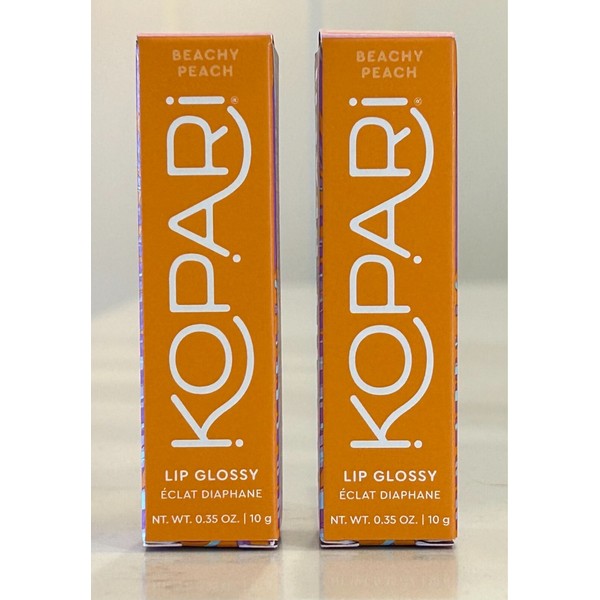 BEACHY
PEACH
KOPARI®
LIP GLOSSY
ÉCLAT DIAPHANE
NT. WT. 0.35 OZ. | 10 g
BEACHY
PEACH
KOPARI®
LIP GLOSSY
ÉCLAT DIAPHANE
NT. WT. 0.35 OZ. | 10 g